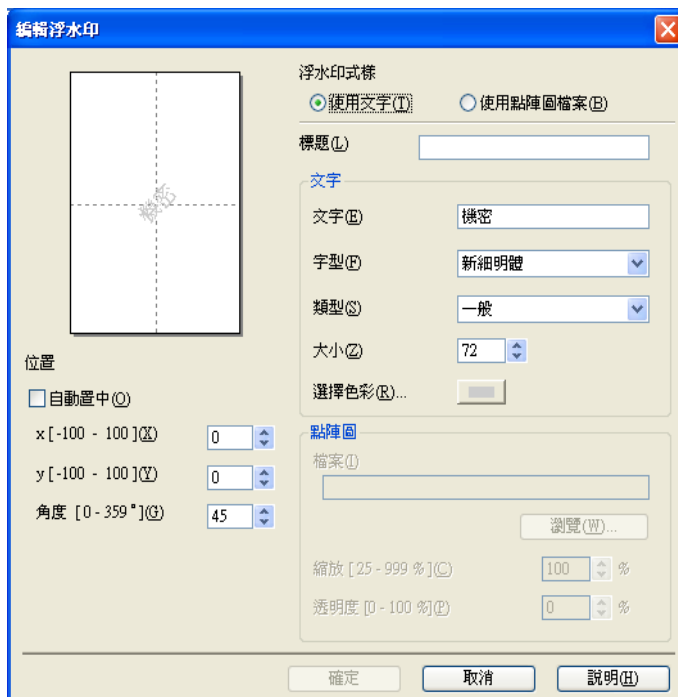 編輯浮水印
機密
浮水印式樣
使用文字(T) 使用點陣圖檔案(B)
標題(L)
文字
文字(E) 機密
字型(F) 新細明體
類型(S) 一般
大小(Z) 72
選擇色彩(R)...
位置
自動置中(O)
x [-100 - 100](X) 0
y [-100 - 100](Y) 0
角度 [0 - 359 °](G) 45
點陣圖
檔案(I)
瀏覽(W)...
縮放 [25 - 999 %](C) 100 %
透明度 [0 - 100 %](P) 0 %
確定 取消 說明(H)